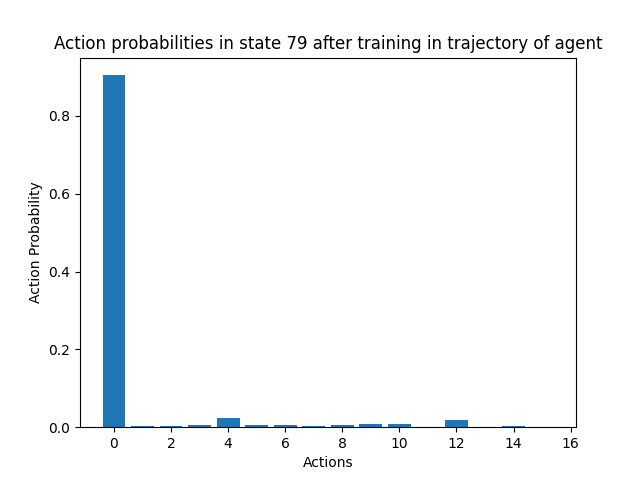 Action probabilities in state 79 after training in trajectory of agent
Action Probability
0.8
0.6
0.4
0.2
0.0
0 2 4 6 8 10 12 14 16
Actions